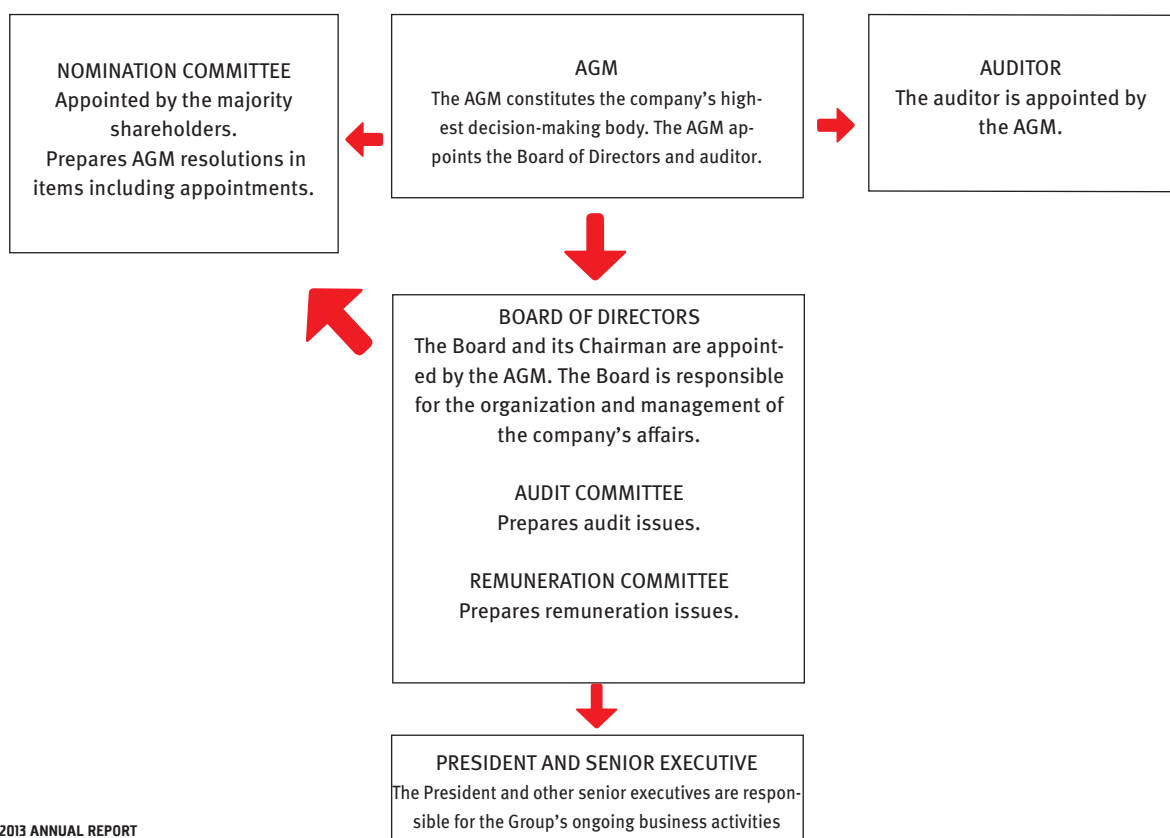 NOMINATION COMMITTEE
Appointed by the majority
shareholders.
Prepares AGM resolutions in
items including appointments.
AGM
The AGM constitutes the company's high-
est decision-making body. The AGM ap-
points the Board of Directors and auditor.
AUDITOR
The auditor is appointed by
the AGM.
BOARD OF DIRECTORS
The Board and its Chairman are appoint-
ed by the AGM. The Board is responsible
for the organization and management of
the company's affairs.
AUDIT COMMITTEE
Prepares audit issues.
REMUNERATION COMMITTEE
Prepares remuneration issues.
PRESIDENT AND SENIOR EXECUTIVE
The President and other senior executives are respon-
sible for the Group's ongoing business activities
2013 ANNUAL REPORT